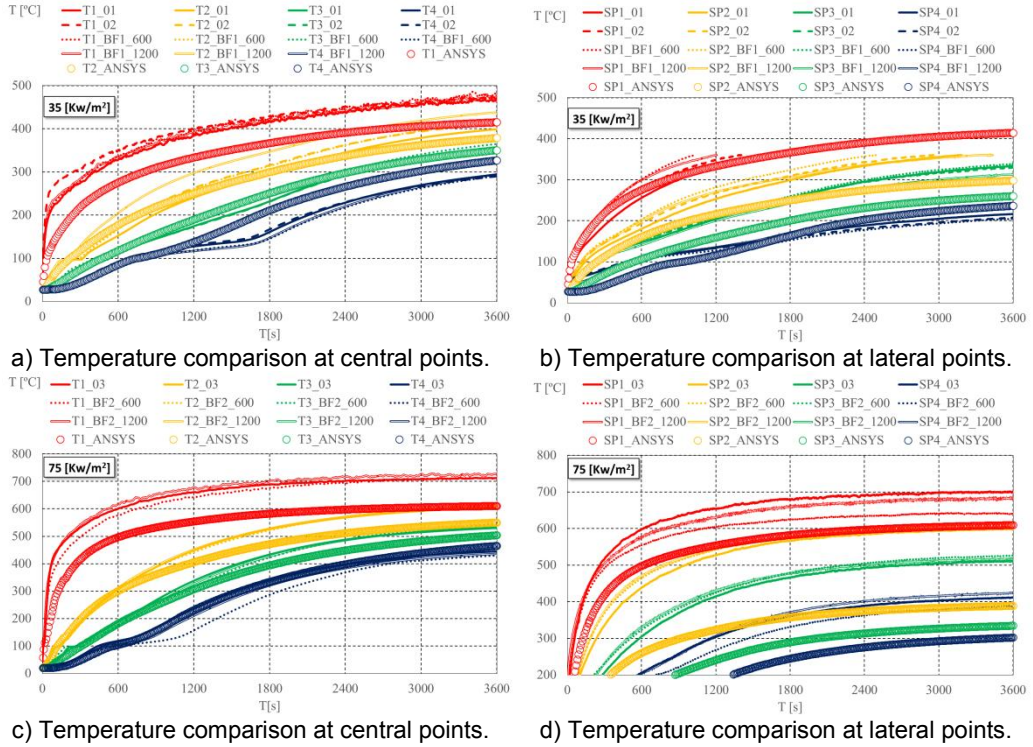 T [ºC]
T1_01 T2_01 T3_01 T4_01
T1_02 T2_02 T3_02 T4_02
T1_BF1_600 T2_BF1_600 T3_BF1_600 T4_BF1_600
T1_BF1_1200 T2_BF1_1200 T3_BF1_1200 T4_BF1_1200
T1_ANSYS T2_ANSYS T3_ANSYS T4_ANSYS
35 [Kw/m²]
500
400
300
200
100
0
0 600 1200 1800 2400 3000 3600
T[s]
a) Temperature comparison at central points.
T [ºC]
SP1_01 SP2_01 SP3_01 SP4_01
SP1_02 SP2_02 SP3_02 SP4_02
SP1_BF1_600 SP2_BF1_600 SP3_BF1_600 SP4_BF1_600
SP1_BF1_1200 SP2_BF1_1200 SP3_BF1_1200 SP4_BF1_1200
SP1_ANSYS SP2_ANSYS SP3_ANSYS SP4_ANSYS
35 [Kw/m²]
500
400
300
200
100
0
0 600 1200 1800 2400 3000 3600
T[s]
b) Temperature comparison at lateral points.
T [ºC]
T1_03 T2_03 T3_03 T4_03
T1_BF2_600 T2_BF2_600 T3_BF2_600 T4_BF2_600
T1_BF2_1200 T2_BF2_1200 T3_BF2_1200 T4_BF2_1200
T1_ANSYS T2_ANSYS T3_ANSYS T4_ANSYS
75 [Kw/m²]
800
700
600
500
400
300
200
100
0
0 600 1200 1800 2400 3000 3600
T[s]
c) Temperature comparison at central points.
T [ºC]
SP1_03 SP2_03 SP3_03 SP4_03
SP1_BF2_600 SP2_BF2_600 SP3_BF2_600 SP4_BF2_600
SP1_BF2_1200 SP2_BF2_1200 SP3_BF2_1200 SP4_BF2_1200
SP1_ANSYS SP2_ANSYS SP3_ANSYS SP4_ANSYS
75 [Kw/m²]
800
700
600
500
400
300
200
0 600 1200 1800 2400 3000 3600
T[s]
d) Temperature comparison at lateral points.